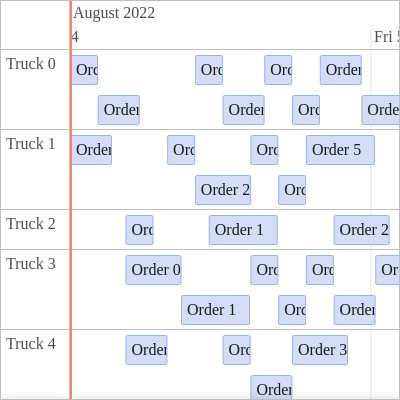 August 2022
4 Fri
Truck 0
Ord Ord Ord Order
Order Order Ord Orde
Truck 1
Order Ord Ord Order 5
Order 2 Ord
Truck 2
Ord Order 1 Order 2
Truck 3
Order 0 Ord Ord Or
Order 1 Ord Order
Truck 4
Order Ord Order 3
Order